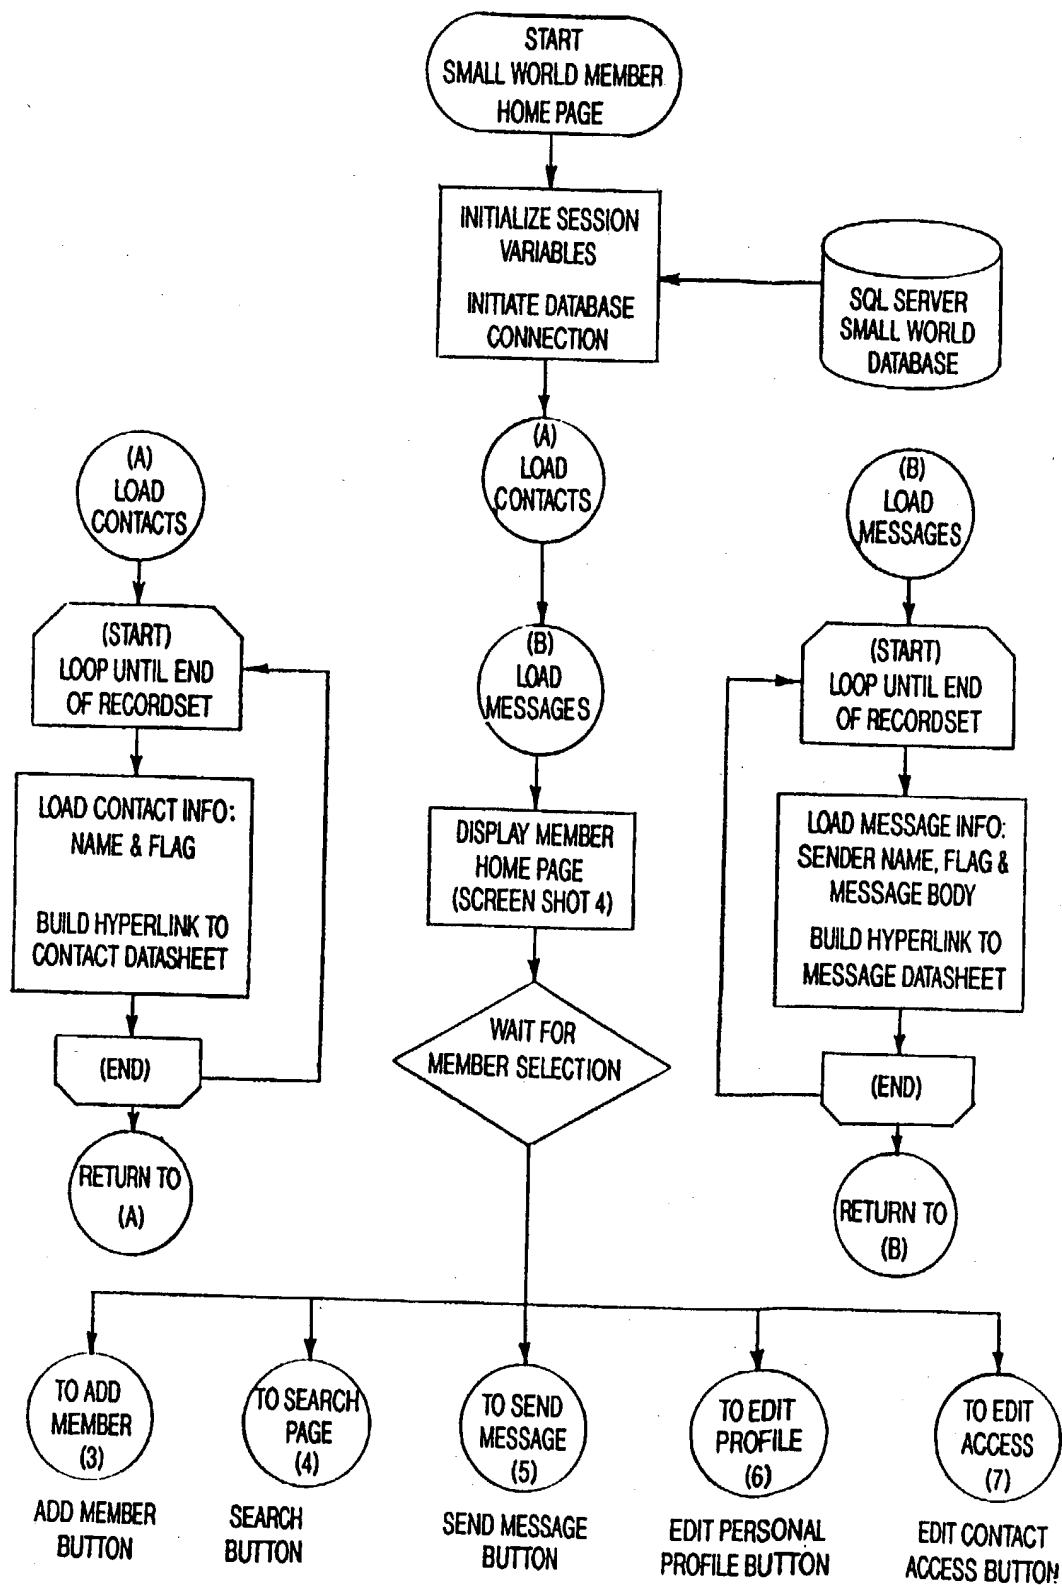 START
SMALL WORLD MEMBER
HOME PAGE
INITIALIZE SESSION
VARIABLES
INITIATE DATABASE
CONNECTION
SQL SERVER
SMALL WORLD
DATABASE
(A)
LOAD
CONTACTS
(A)
LOAD
CONTACTS
(B)
LOAD
MESSAGES
(START)
LOOP UNTIL END
OF RECORDSET
(B)
LOAD
MESSAGES
(START)
LOOP UNTIL END
OF RECORDSET
LOAD CONTACT INFO:
NAME & FLAG
BUILD HYPERLINK TO
CONTACT DATASHEET
DISPLAY MEMBER
HOME PAGE
(SCREEN SHOT 4)
LOAD MESSAGE INFO:
SENDER NAME, FLAG &
MESSAGE BODY
BUILD HYPERLINK TO
MESSAGE DATASHEET
(END)
WAIT FOR
MEMBER SELECTION
(END)
RETURN TO
(A)
RETURN TO
(B)
TO ADD
MEMBER
(3)
TO SEARCH
PAGE
(4)
TO SEND
MESSAGE
(5)
TO EDIT
PROFILE
(6)
TO EDIT
ACCESS
(7)
ADD MEMBER
BUTTON
SEARCH
BUTTON
SEND MESSAGE
BUTTON
EDIT PERSONAL
PROFILE BUTTON
EDIT CONTACT
ACCESS BUTTON